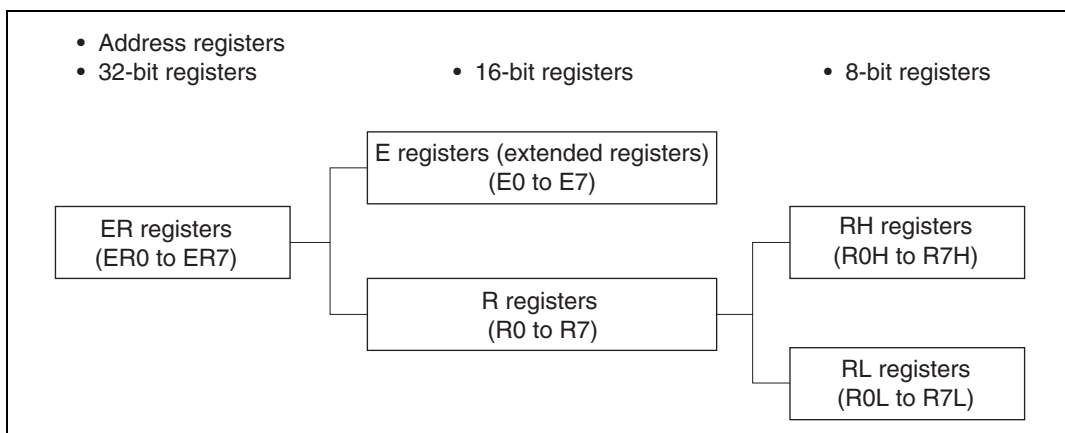 • Address registers
• 32-bit registers
• 16-bit registers
• 8-bit registers
E registers (extended registers)
(E0 to E7)
ER registers
(ER0 to ER7)
RH registers
(R0H to R7H)
R registers
(R0 to R7)
RL registers
(R0L to R7L)